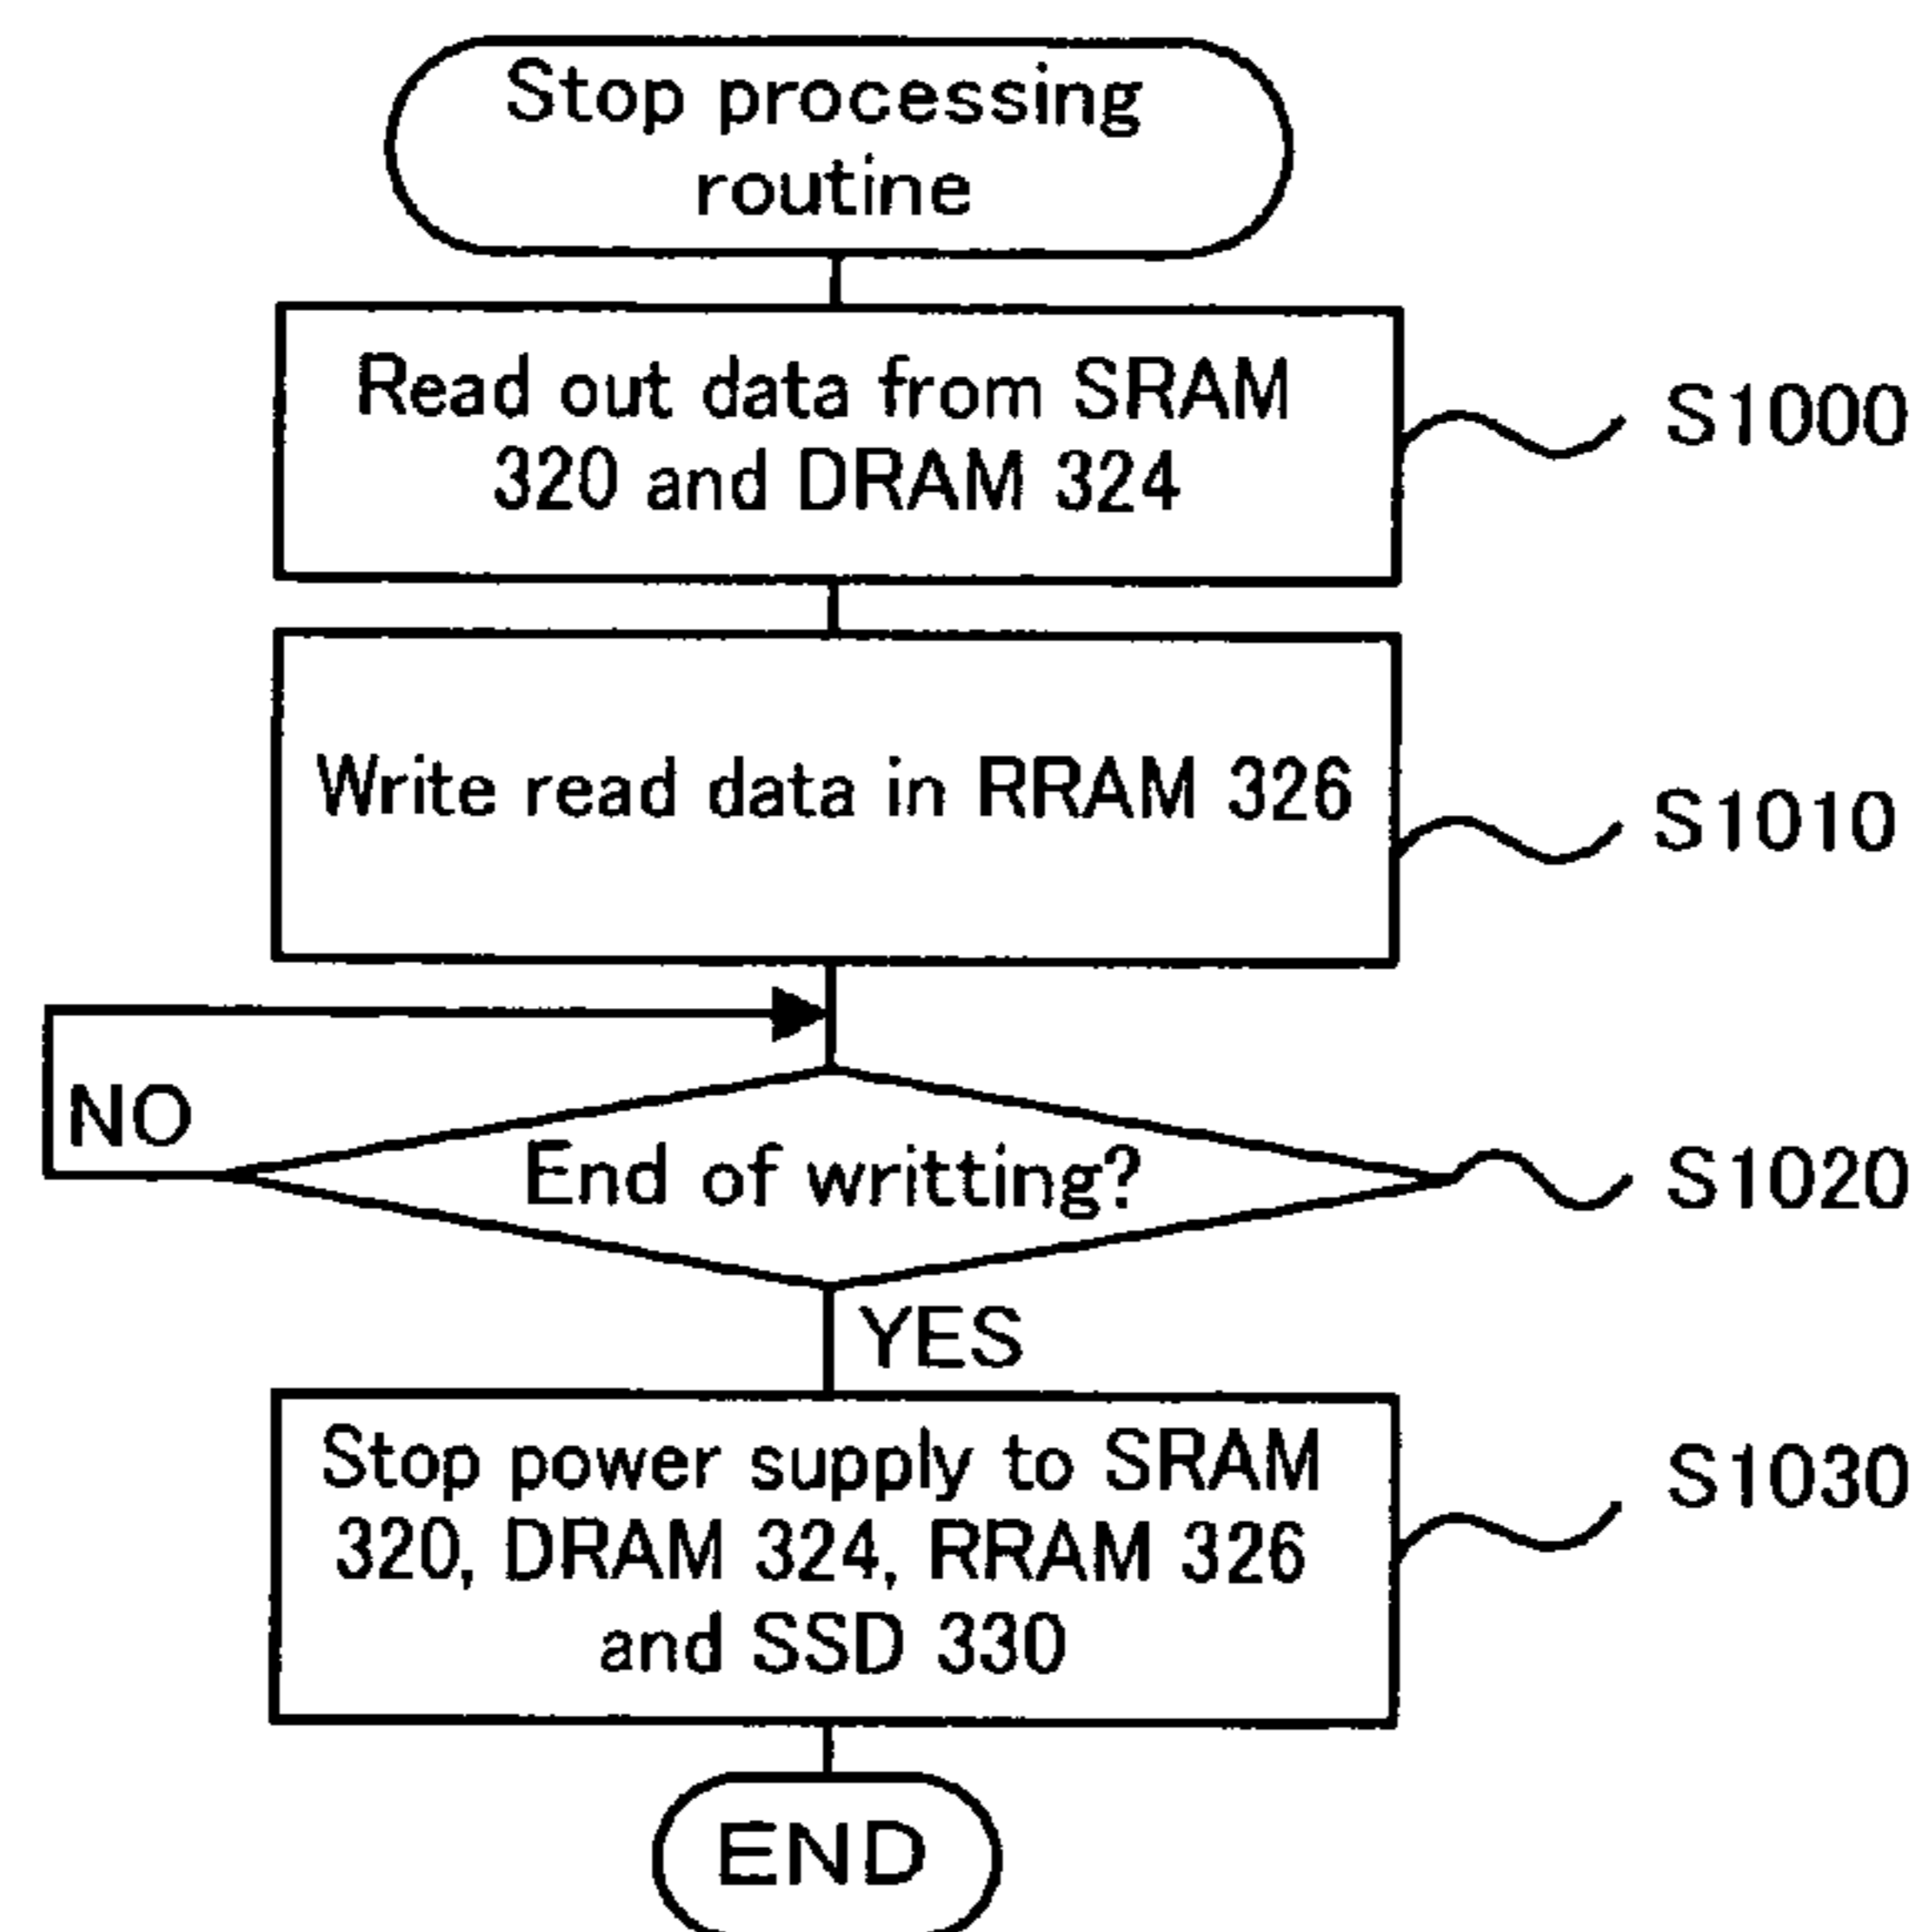 Stop processing
routine
Read out data from SRAM
320 and DRAM 324
S1000
Write read data in RRAM 326
S1010
NO
End of writting?
S1020
YES
Stop power supply to SRAM
320, DRAM 324, RRAM 326
and SSD 330
S1030
END